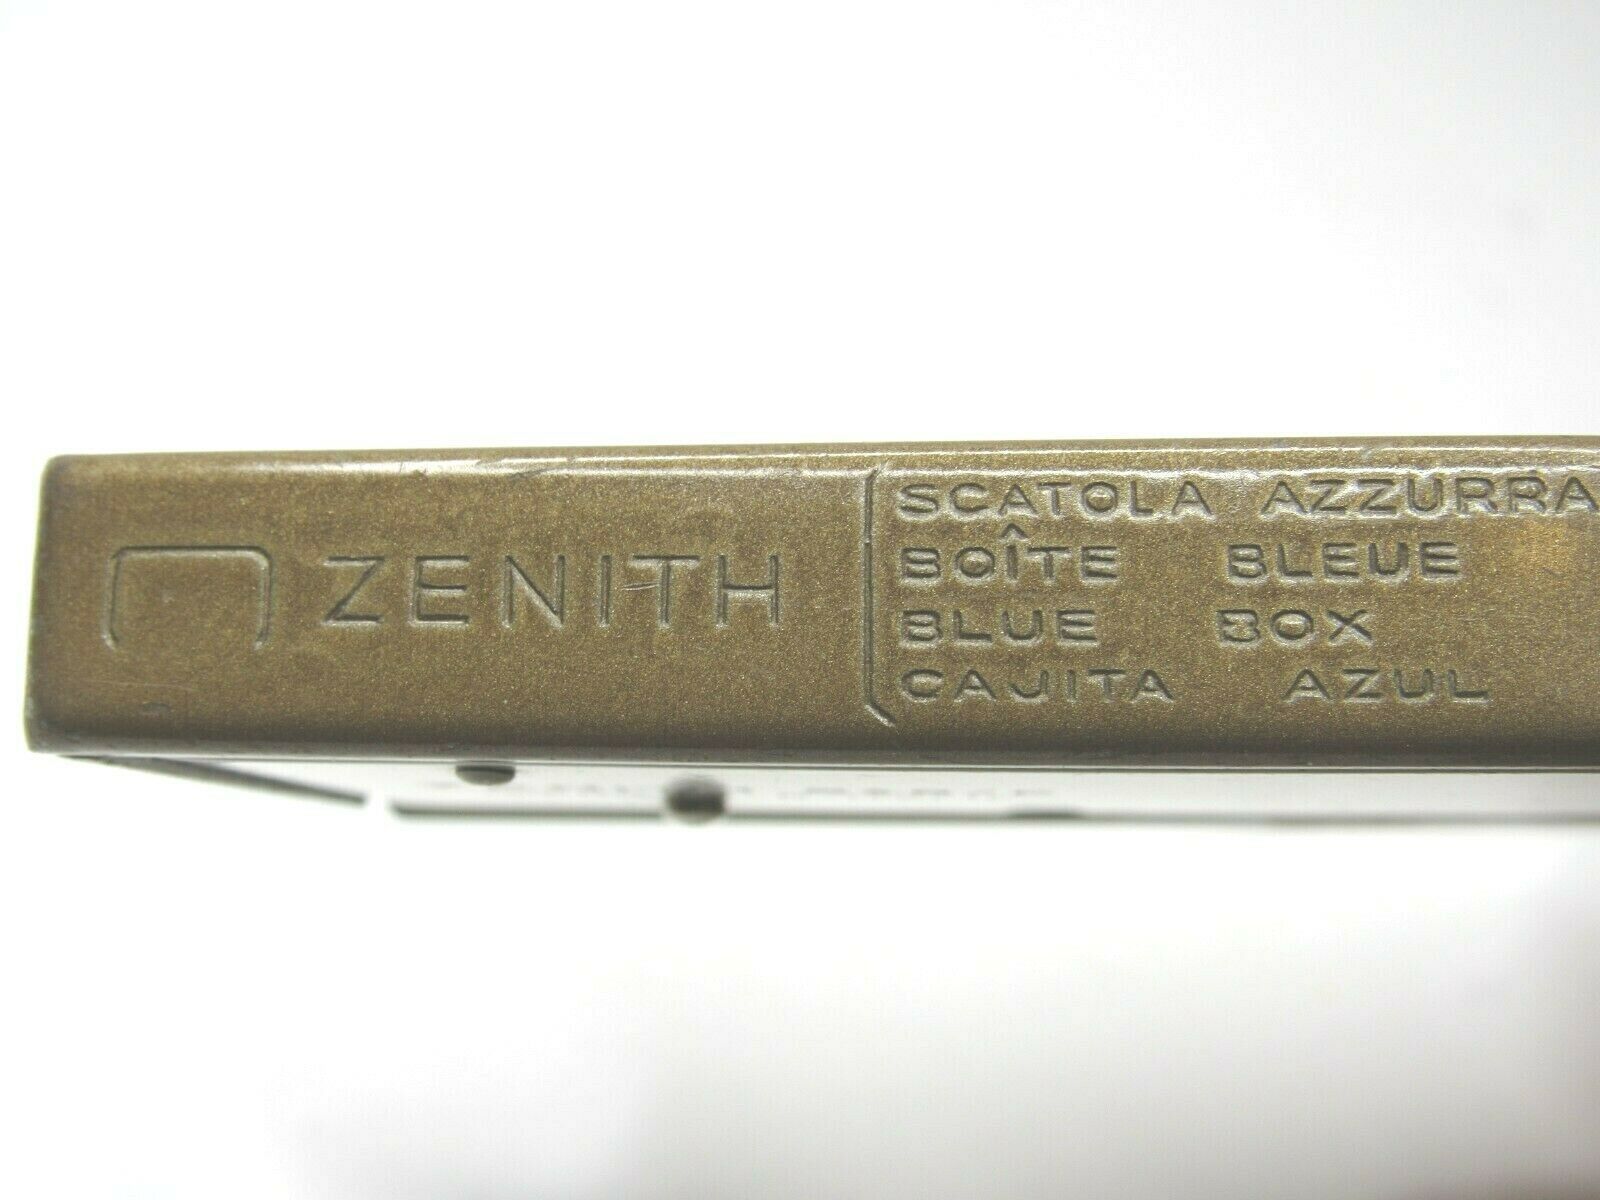 ZENITH
SCATOLA AZZURRA
BOÎTE BLEUE
BLUE BOX
CAJITA AZUL